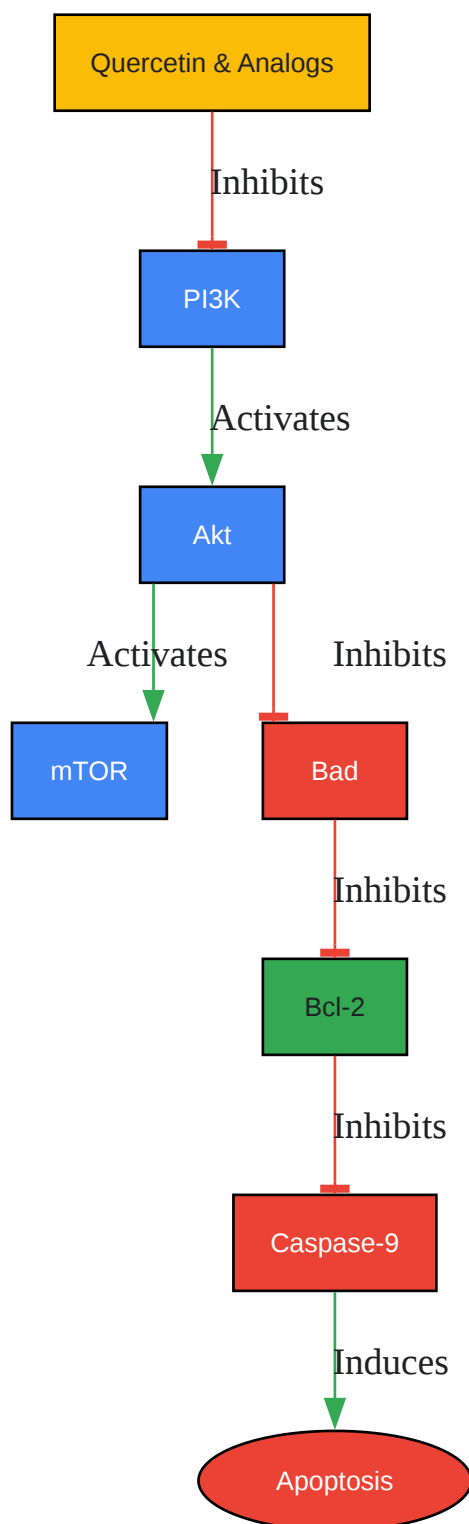 Quercetin & Analogs
Inhibits
PI3K
Activates
Akt
Activates
Inhibits
mTOR
Bad
Inhibits
Bcl-2
Inhibits
Caspase-9
Induces
Apoptosis